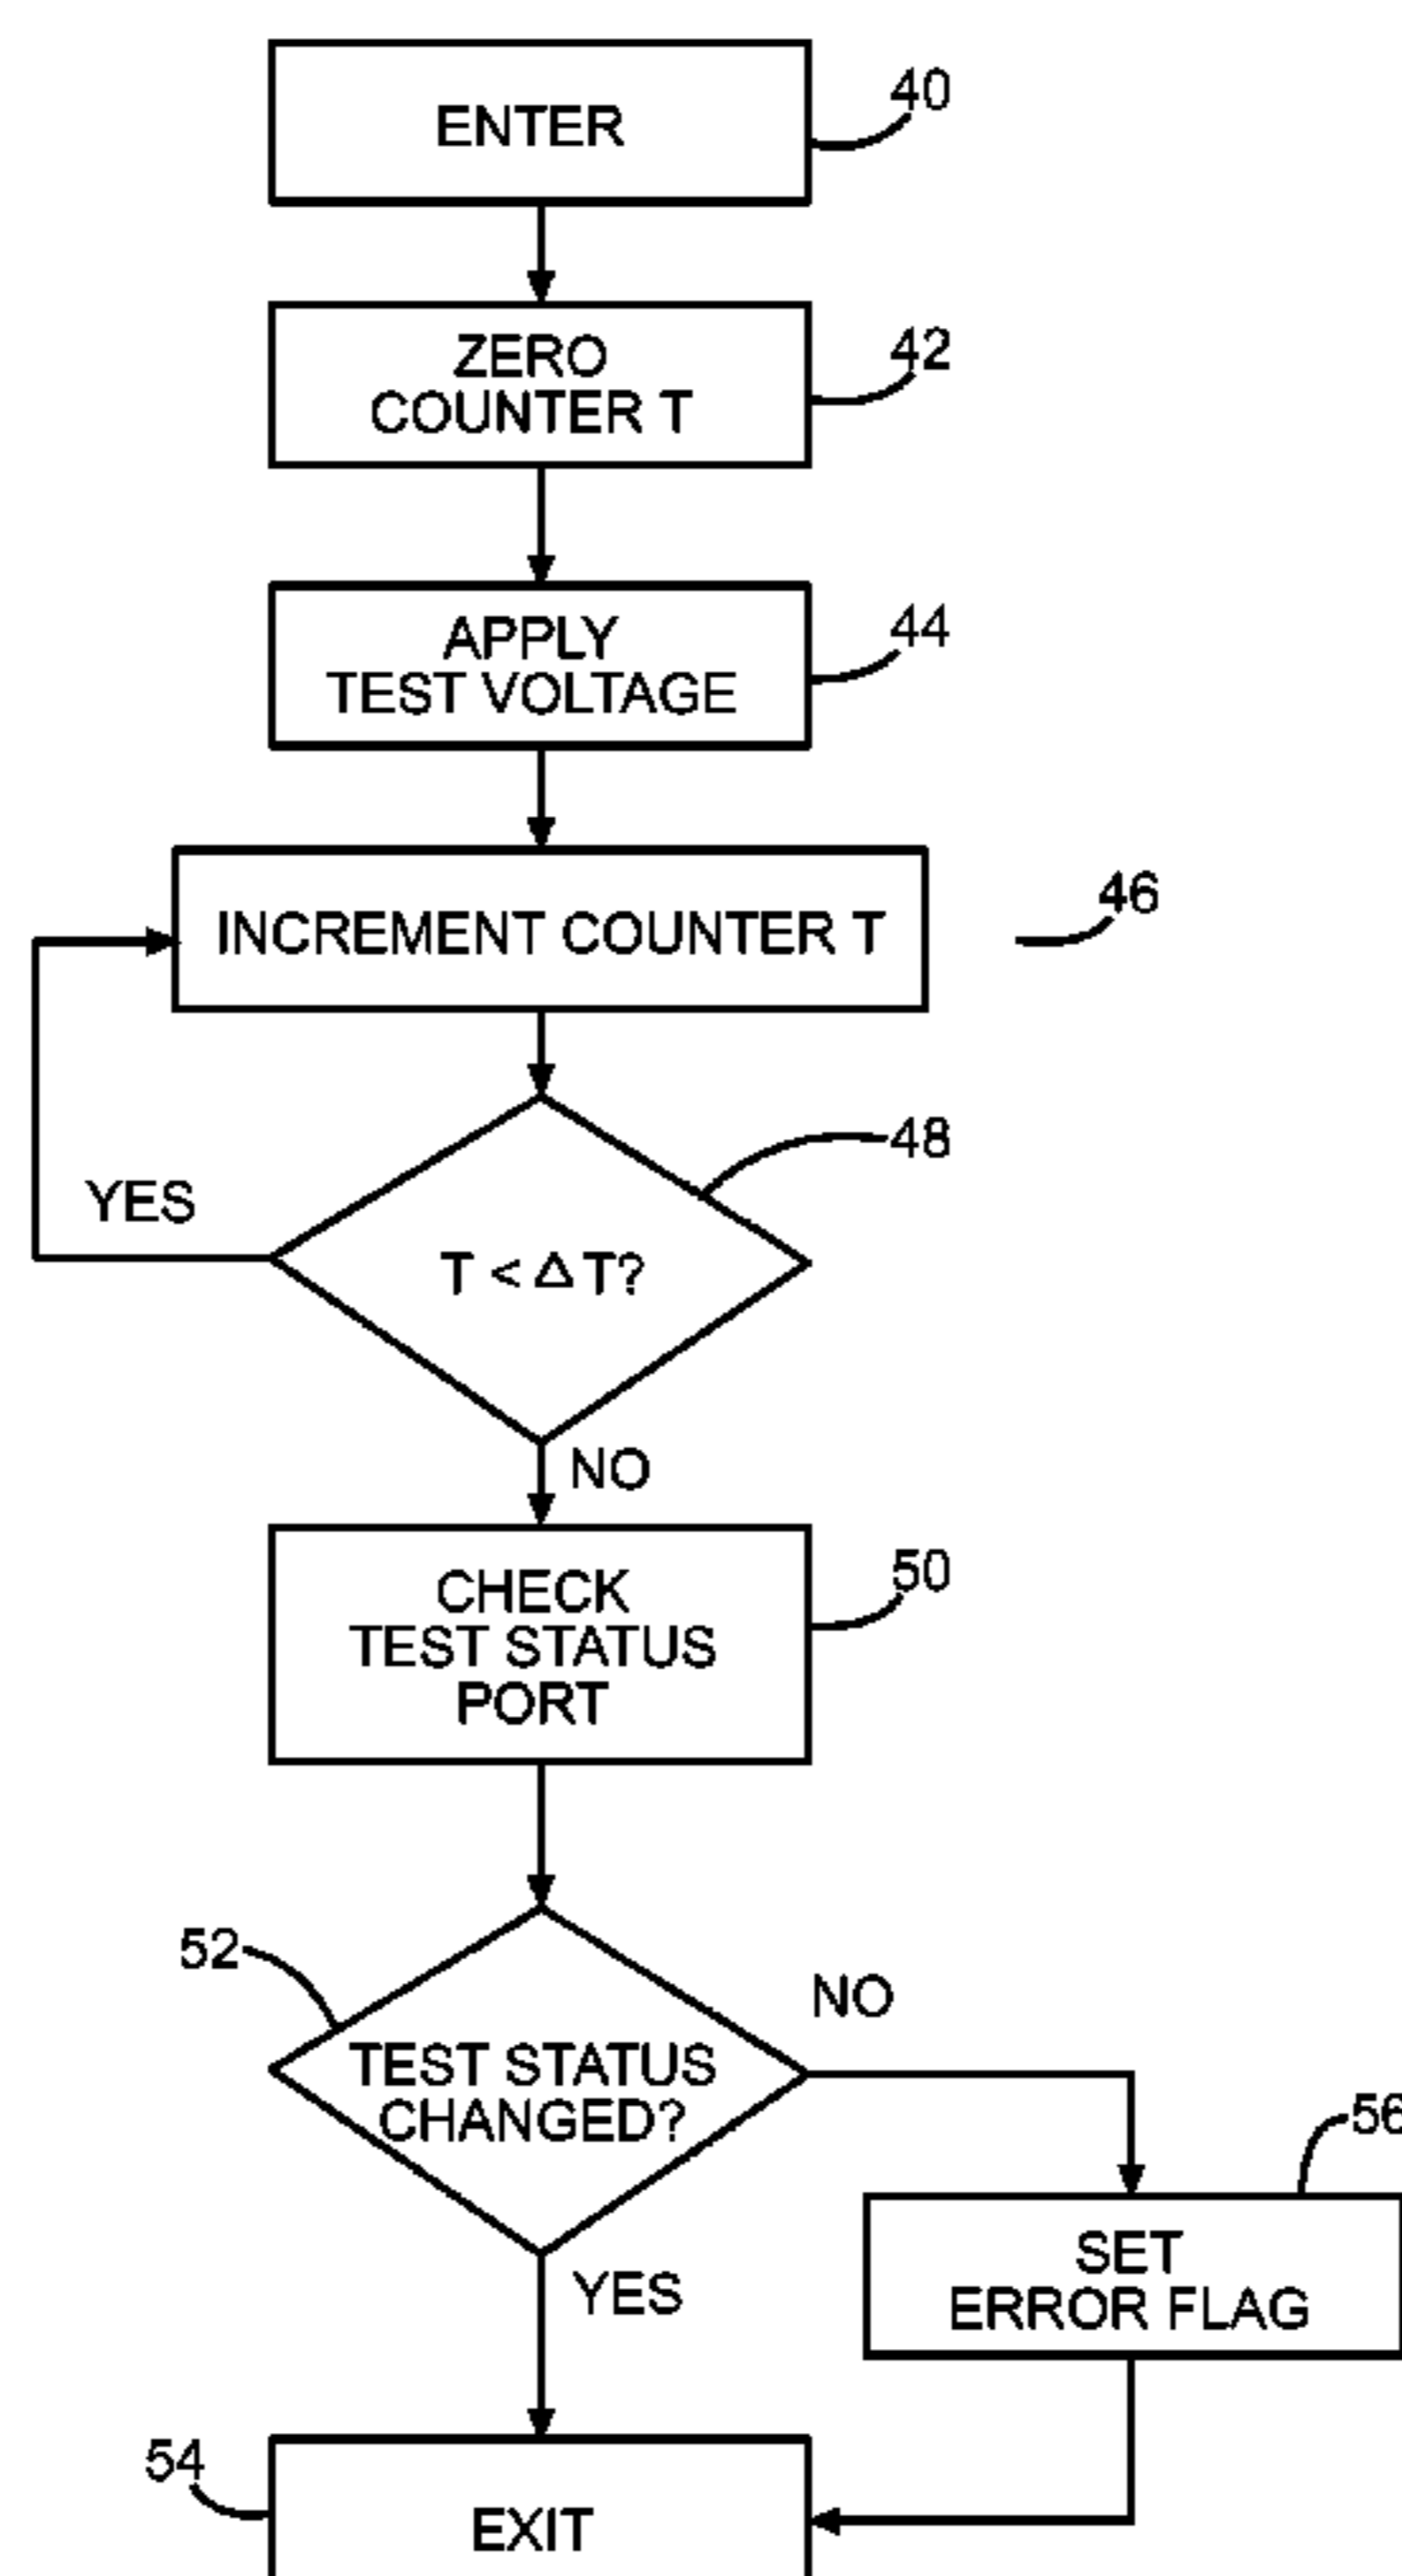 ENTER
40
ZERO
COUNTER T
42
APPLY
TEST VOLTAGE
44
INCREMENT COUNTER T
46
48
YES
T < Δ T?
NO
CHECK
TEST STATUS
PORT
50
52
NO
TEST STATUS
CHANGED?
56
YES
SET
ERROR FLAG
54
EXIT